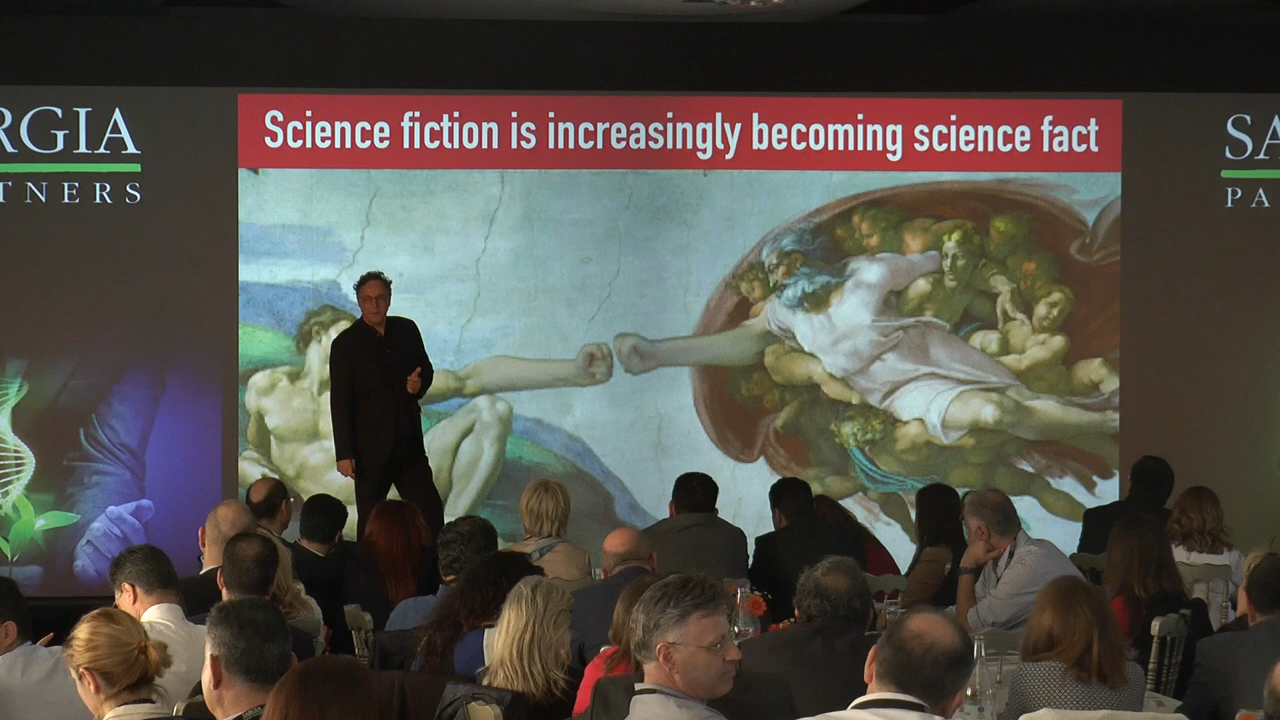 Science fiction is increasingly becoming science fact
RGIA
TNERS
SA
PA